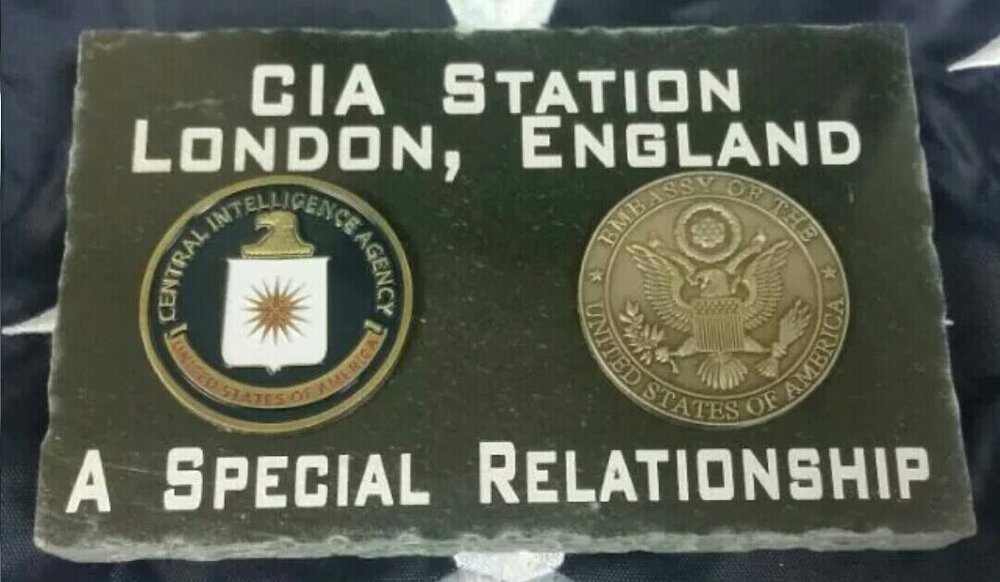 CIA STATION
LONDON, ENGLAND
CENTRAL INTELLIGENCE AGENCY
UNITED STATES OF AMERICA
EMBASSY OF THE
UNITED STATES OF AMERICA
A SPECIAL RELATIONSHIP